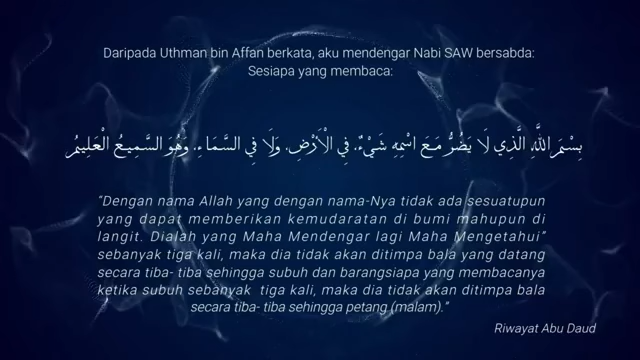 Daripada Uthman bin Affan berkata, aku mendengar Nabi SAW bersabda:
Sesiapa yang membaca:
بِسْمِ اللَّهِ الَّذِي لَا يَضُرُّ مَعَ اسْمِهِ شَيْءٌ. فِي الْأَرْضِ. وَلَا فِي السَّمَاءِ. وَهُوَ السَّمِيعُ الْعَلِيمُ
"Dengan nama Allah yang dengan nama-Nya tidak ada sesuatupun
yang dapat memberikan kemudaratan di bumi mahupun di
langit. Dialah yang Maha Mendengar lagi Maha Mengetahui"
sebanyak tiga kali, maka dia tidak akan ditimpa bala yang datang
secara tiba- tiba sehingga subuh dan barangsiapa yang membacanya
ketika subuh sebanyak  tiga kali, maka dia tidak akan ditimpa bala
secara tiba- tiba sehingga petang (malam)."
Riwayat Abu Daud